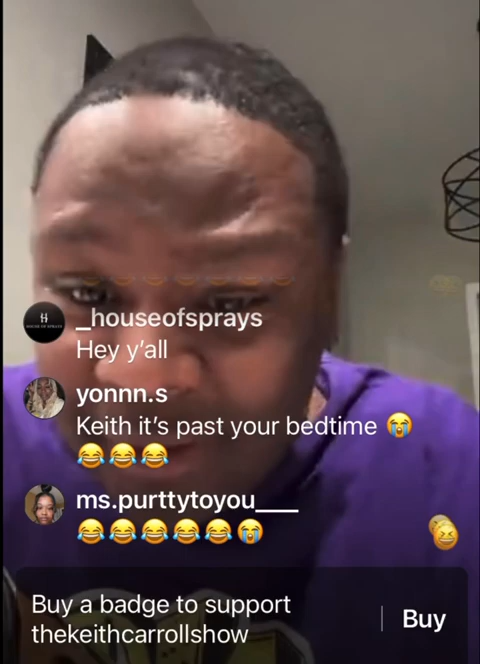 _houseofsprays
Hey y’all
yonnn.s
Keith it’s past your bedtime 😭
😂😂😂
ms.purttytoyou___
😂😂😂😂😂😭
Buy a badge to support
thekeithcarrollshow
Buy